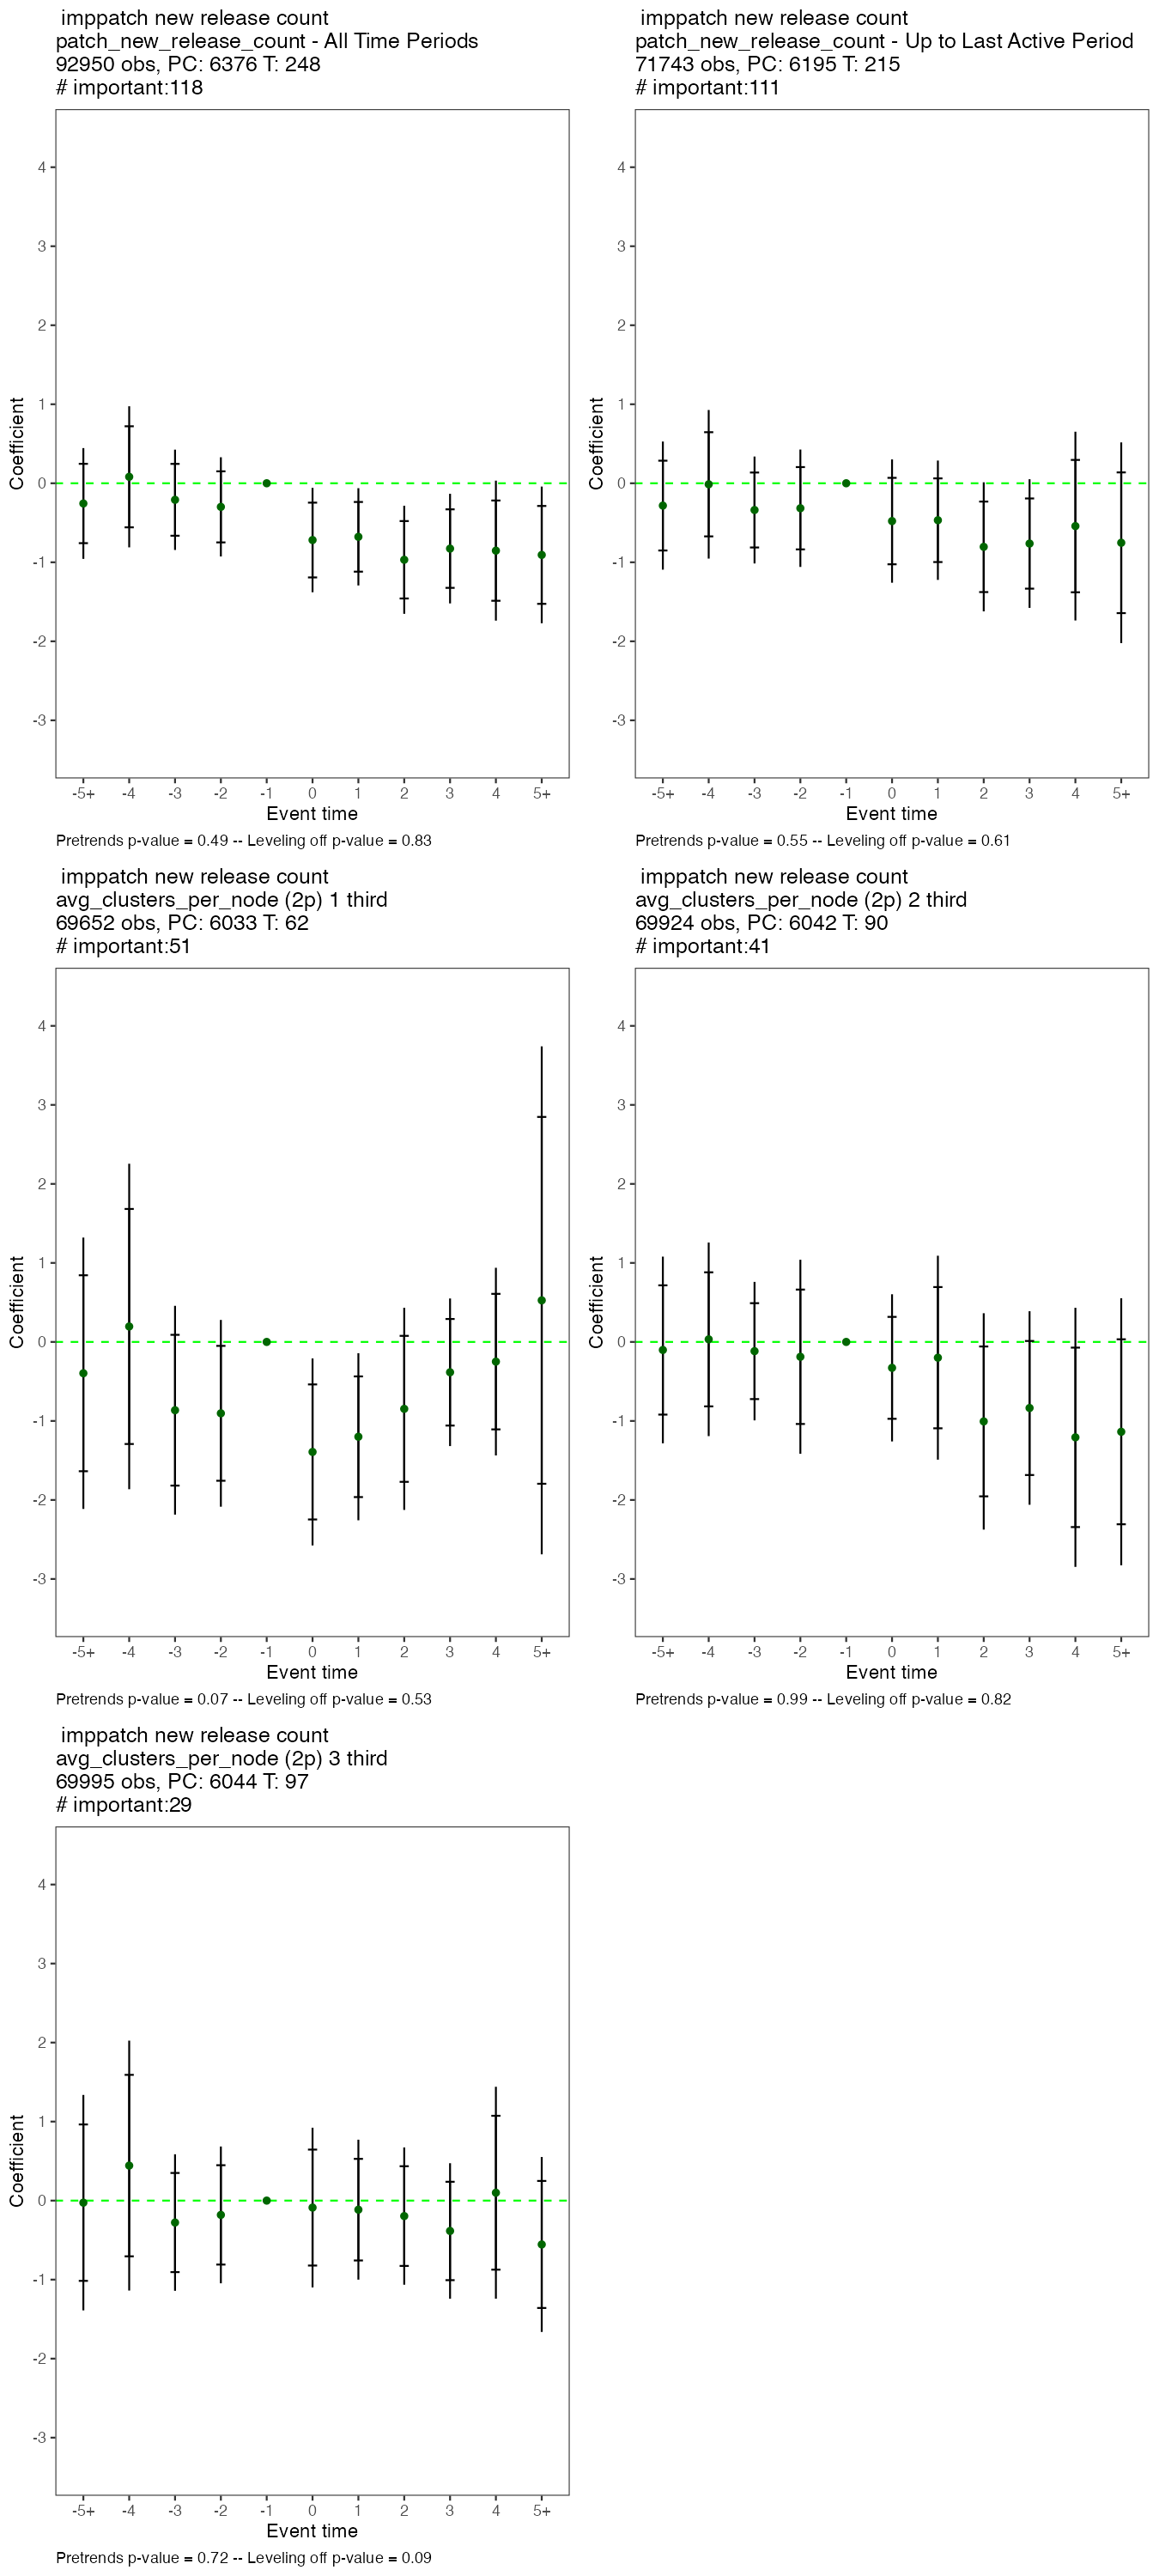 imppatch new release count
patch_new_release_count - All Time Periods
92950 obs, PC: 6376 T: 248
# important:118
4
3
2
1
0
-1
-2
-3
Coefficient
-5+ -4 -3 -2 -1 0 1 2 3 4 5+
Event time
Pretrends p-value = 0.49 -- Leveling off p-value = 0.83
imppatch new release count
patch_new_release_count - Up to Last Active Period
71743 obs, PC: 6195 T: 215
# important:111
4
3
2
1
0
-1
-2
-3
Coefficient
-5+ -4 -3 -2 -1 0 1 2 3 4 5+
Event time
Pretrends p-value = 0.55 -- Leveling off p-value = 0.61
imppatch new release count
avg_clusters_per_node (2p) 1 third
69652 obs, PC: 6033 T: 62
# important:51
4
3
2
1
0
-1
-2
-3
Coefficient
-5+ -4 -3 -2 -1 0 1 2 3 4 5+
Event time
Pretrends p-value = 0.07 -- Leveling off p-value = 0.53
imppatch new release count
avg_clusters_per_node (2p) 2 third
69924 obs, PC: 6042 T: 90
# important:41
4
3
2
1
0
-1
-2
-3
Coefficient
-5+ -4 -3 -2 -1 0 1 2 3 4 5+
Event time
Pretrends p-value = 0.99 -- Leveling off p-value = 0.82
imppatch new release count
avg_clusters_per_node (2p) 3 third
69995 obs, PC: 6044 T: 97
# important:29
4
3
2
1
0
-1
-2
-3
Coefficient
-5+ -4 -3 -2 -1 0 1 2 3 4 5+
Event time
Pretrends p-value = 0.72 -- Leveling off p-value = 0.09